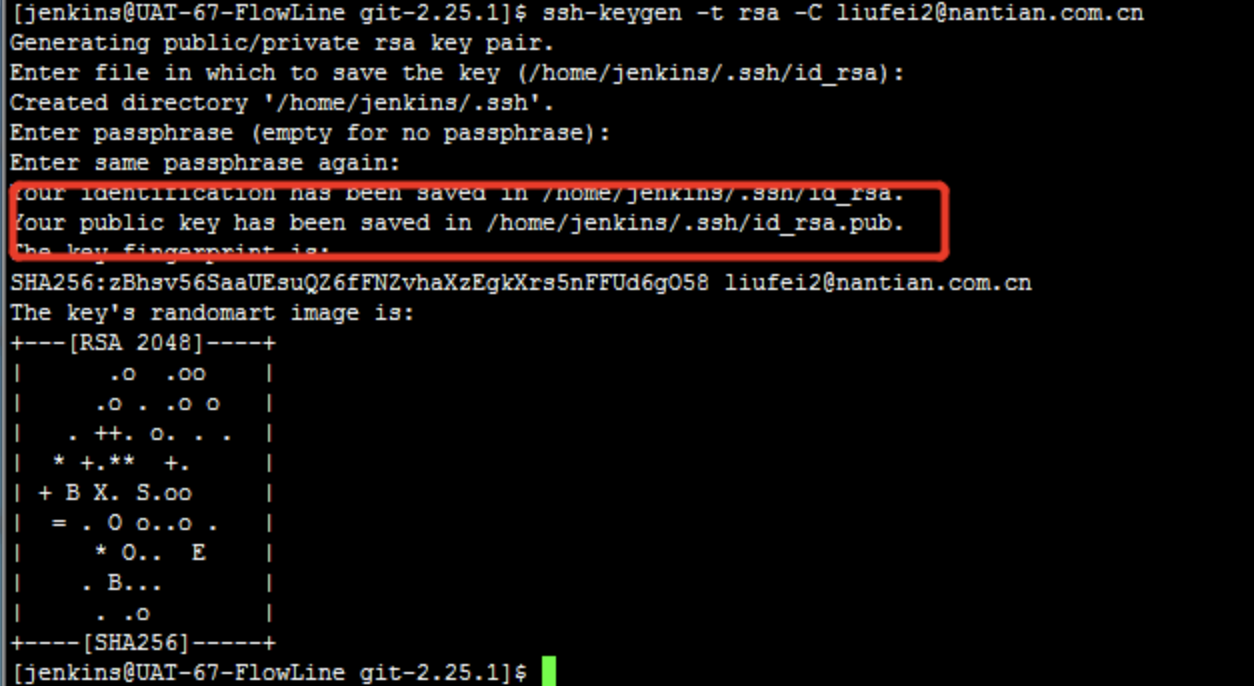 [jenkins@UAT-67-FlowLine git-2.25.1]$ ssh-keygen -t rsa -C liufei2@nantian.com.cn
Generating public/private rsa key pair.
Enter file in which to save the key (/home/jenkins/.ssh/id_rsa):
Created directory '/home/jenkins/.ssh'.
Enter passphrase (empty for no passphrase):
Enter same passphrase again:
Your identification has been saved in /home/jenkins/.ssh/id_rsa.
Your public key has been saved in /home/jenkins/.ssh/id_rsa.pub.
The key fingerprint is:
SHA256:zBhsv56SaaUEsuQZ6fFNZvhaXzEgkXrs5nFFUd6gO58 liufei2@nantian.com.cn
The key's randomart image is:
+---[RSA 2048]----+
|      .o  .oo    |
|     .o . .o o   |
|   . ++. o. . .  |
|  * +.**  +.     |
| + B X. S.oo     |
|  = . O o..o .   |
|     * O..  E    |
|    . B...       |
|     . .o        |
+----[SHA256]-----+
[jenkins@UAT-67-FlowLine git-2.25.1]$